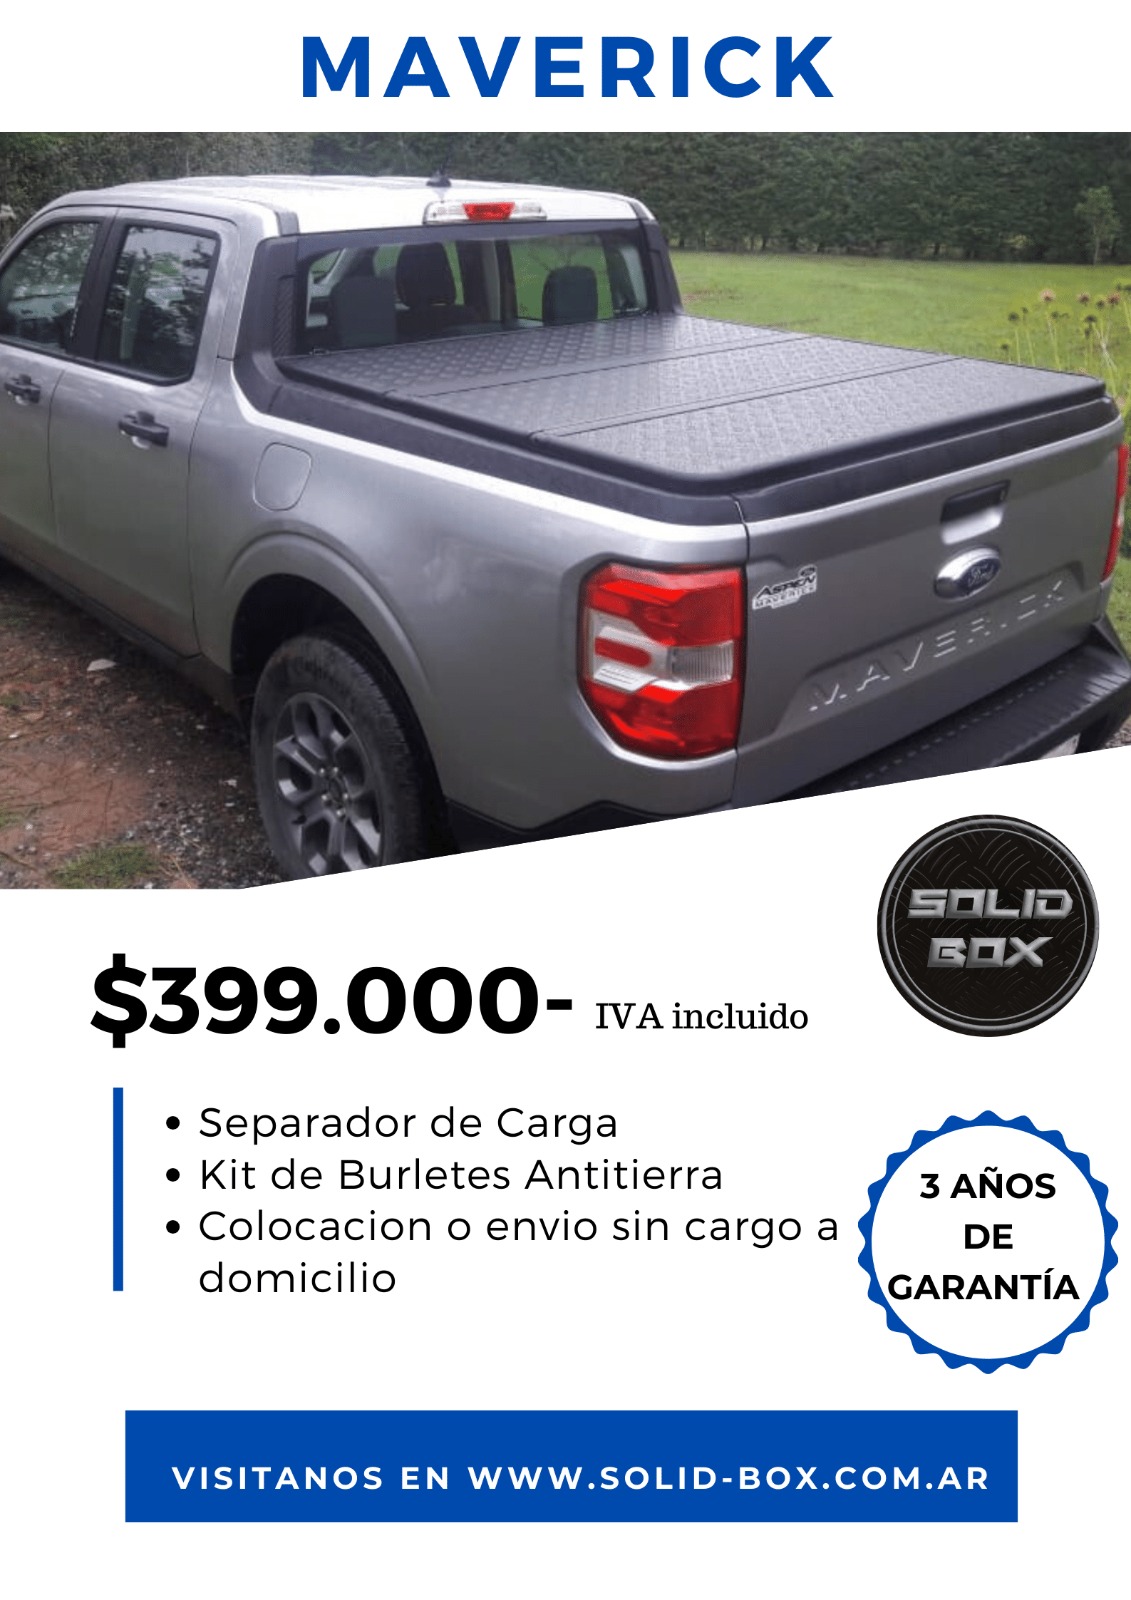 MAVERICK
ASPEN
MAVERICK
Ford
MAVERICK
SOLID
BOX
$399.000- IVA incluido
• Separador de Carga
• Kit de Burletes Antitierra
• Colocacion o envio sin cargo a
domicilio
3 AÑOS
DE
GARANTÍA
VISITANOS EN WWW.SOLID-BOX.COM.AR